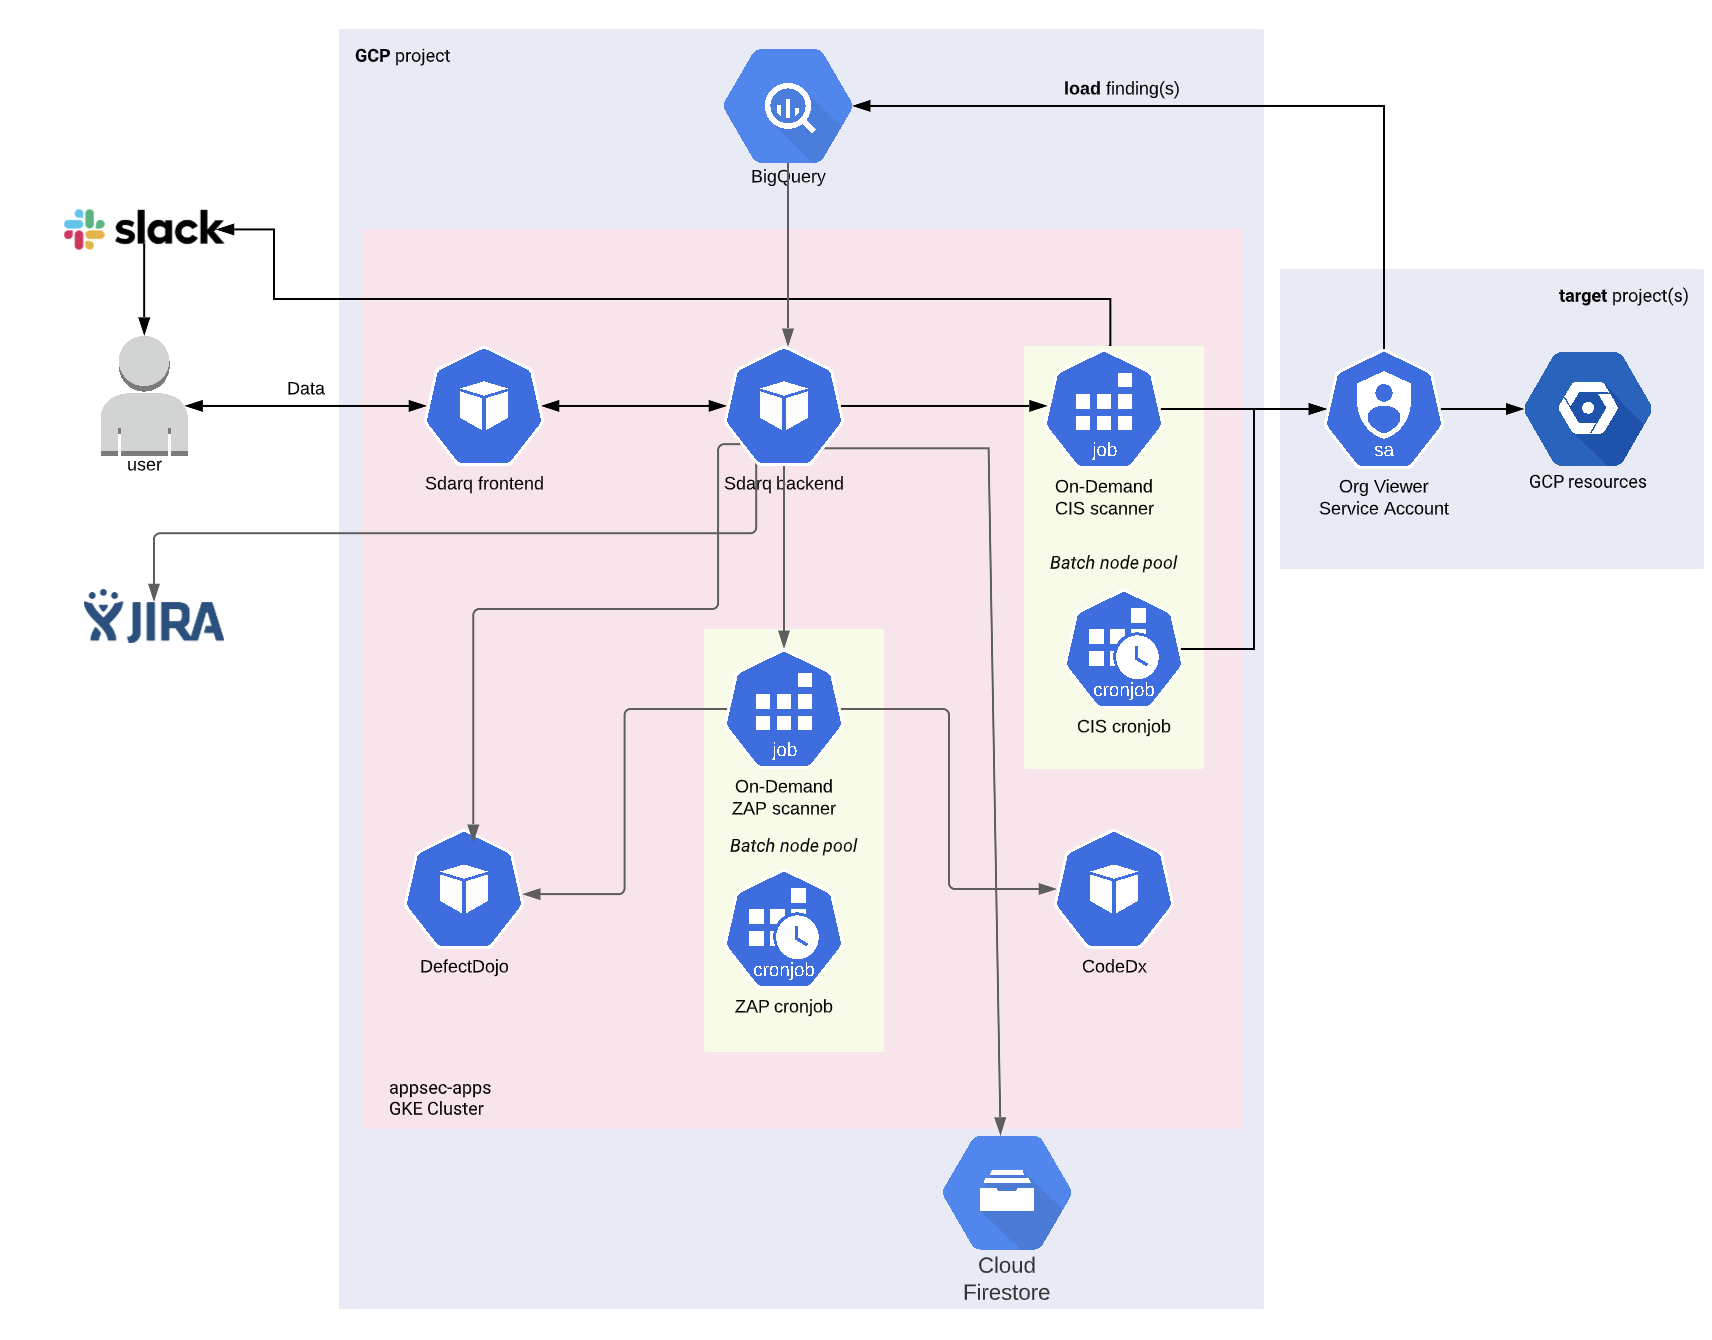 GCP project
load finding(s)
BigQuery
slack
target project(s)
Data
user
job
sa
Sdarq frontend
Sdarq backend
On-Demand
CIS scanner
Org Viewer
Service Account
GCP resources
Batch node pool
JIRA
cronjob
CIS cronjob
job
On-Demand
ZAP scanner
Batch node pool
cronjob
ZAP cronjob
DefectDojo
CodeDx
appsec-apps
GKE Cluster
Cloud
Firestore